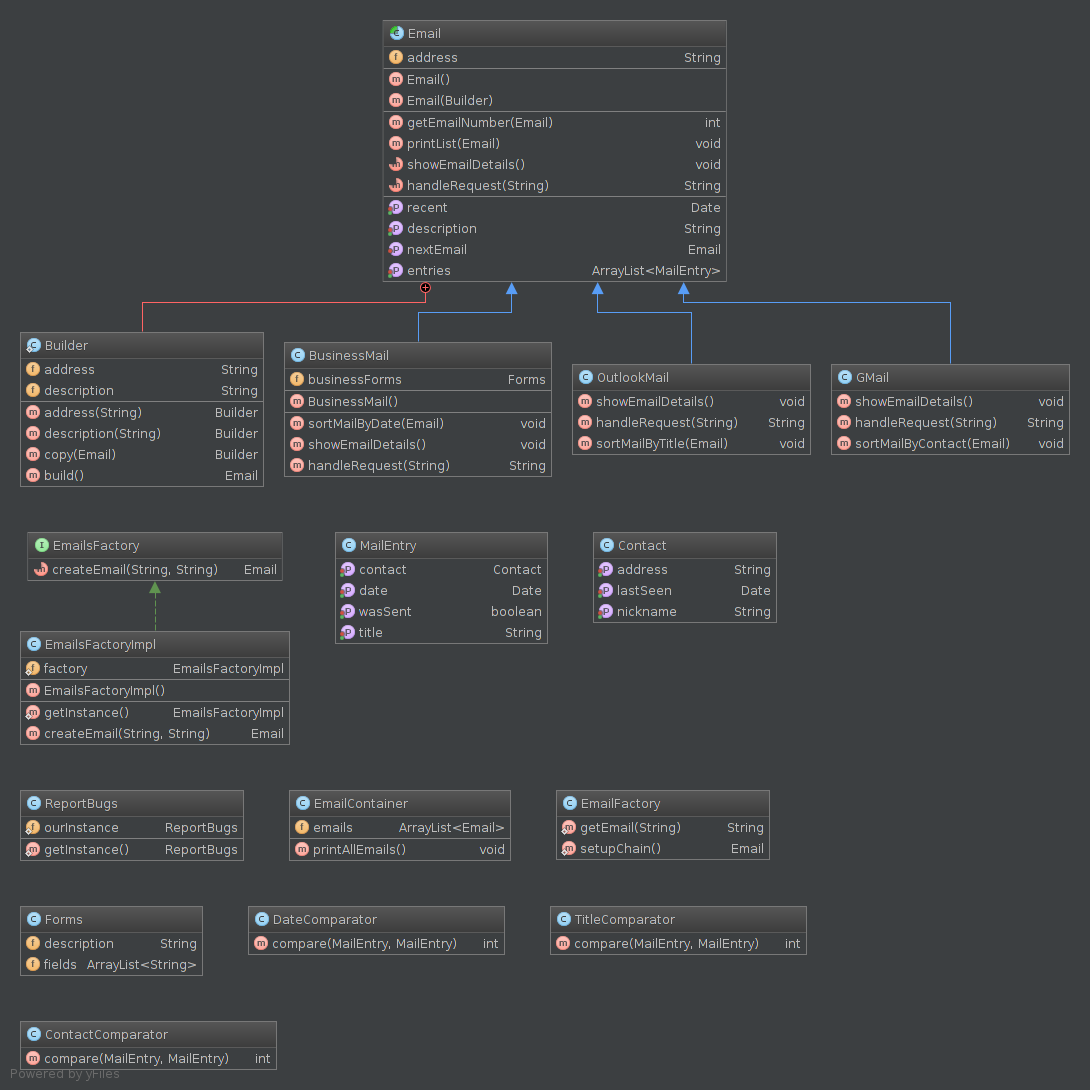 Email
address String
Email()
Email(Builder)
getEmailNumber(Email) int
printList(Email) void
showEmailDetails() void
handleRequest(String) String
recent Date
description String
nextEmail Email
entries ArrayList<MailEntry>
Builder
address String
description String
address(String) Builder
description(String) Builder
copy(Email) Builder
build() Email
BusinessMail
businessForms Forms
BusinessMail()
sortMailByDate(Email) void
showEmailDetails() void
handleRequest(String) String
OutlookMail
showEmailDetails() void
handleRequest(String) String
sortMailByTitle(Email) void
GMail
showEmailDetails() void
handleRequest(String) String
sortMailByContact(Email) void
EmailsFactory
createEmail(String, String) Email
MailEntry
contact Contact
date Date
wasSent boolean
title String
Contact
address String
lastSeen Date
nickname String
EmailsFactoryImpl
factory EmailsFactoryImpl
EmailsFactoryImpl()
getInstance() EmailsFactoryImpl
createEmail(String, String) Email
ReportBugs
ourInstance ReportBugs
getInstance() ReportBugs
EmailContainer
emails ArrayList<Email>
printAllEmails() void
EmailFactory
getEmail(String) String
setupChain() Email
Forms
description String
fields ArrayList<String>
DateComparator
compare(MailEntry, MailEntry) int
TitleComparator
compare(MailEntry, MailEntry) int
ContactComparator
compare(MailEntry, MailEntry) int
Powered by yFiles